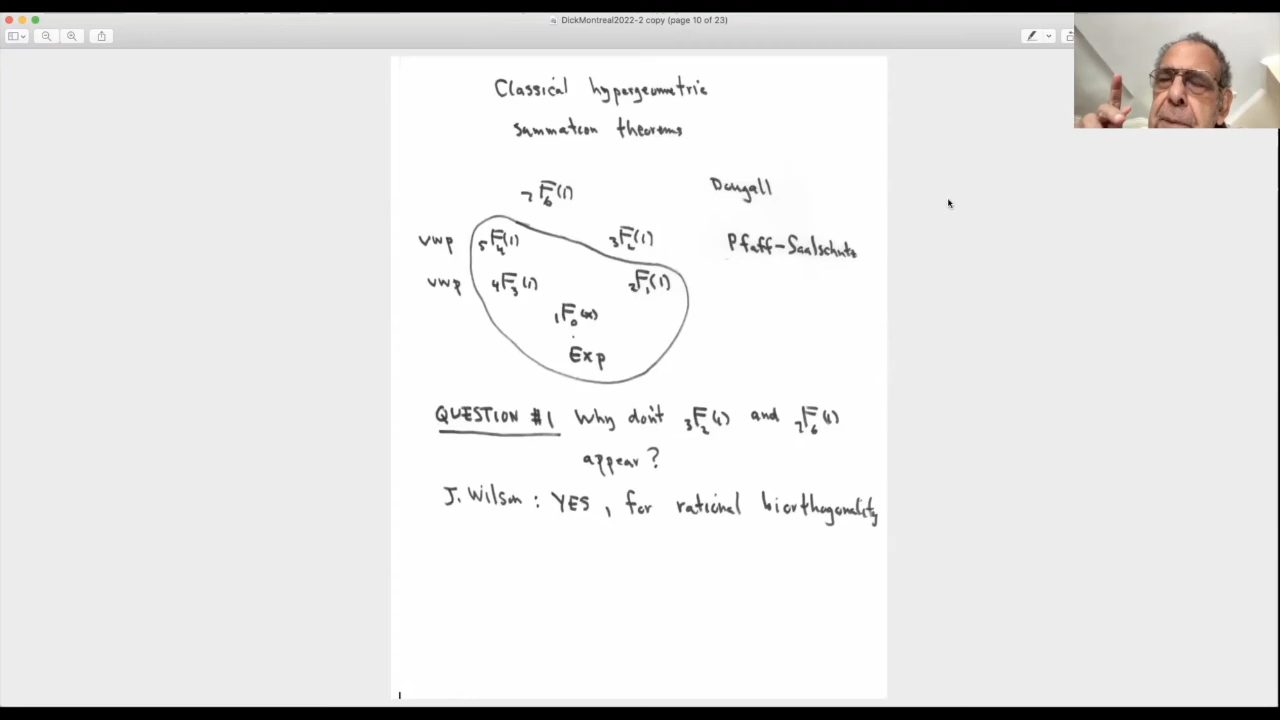 DickMontreal2022-2 copy (page 10 of 23)
Classical hypergeometric
summation theorems
₇F₆(1) Dougall
vwp ₅F₄(1) ₃F₂(1) Pfaff-Saalschutz
vwp ₄F₃(1) ₂F₁(1)
₁F₀(x)
Exp
QUESTION #1 Why don't ₃F₂(1) and ₇F₆(1)
appear?
J. Wilson: YES, for rational biorthogonality